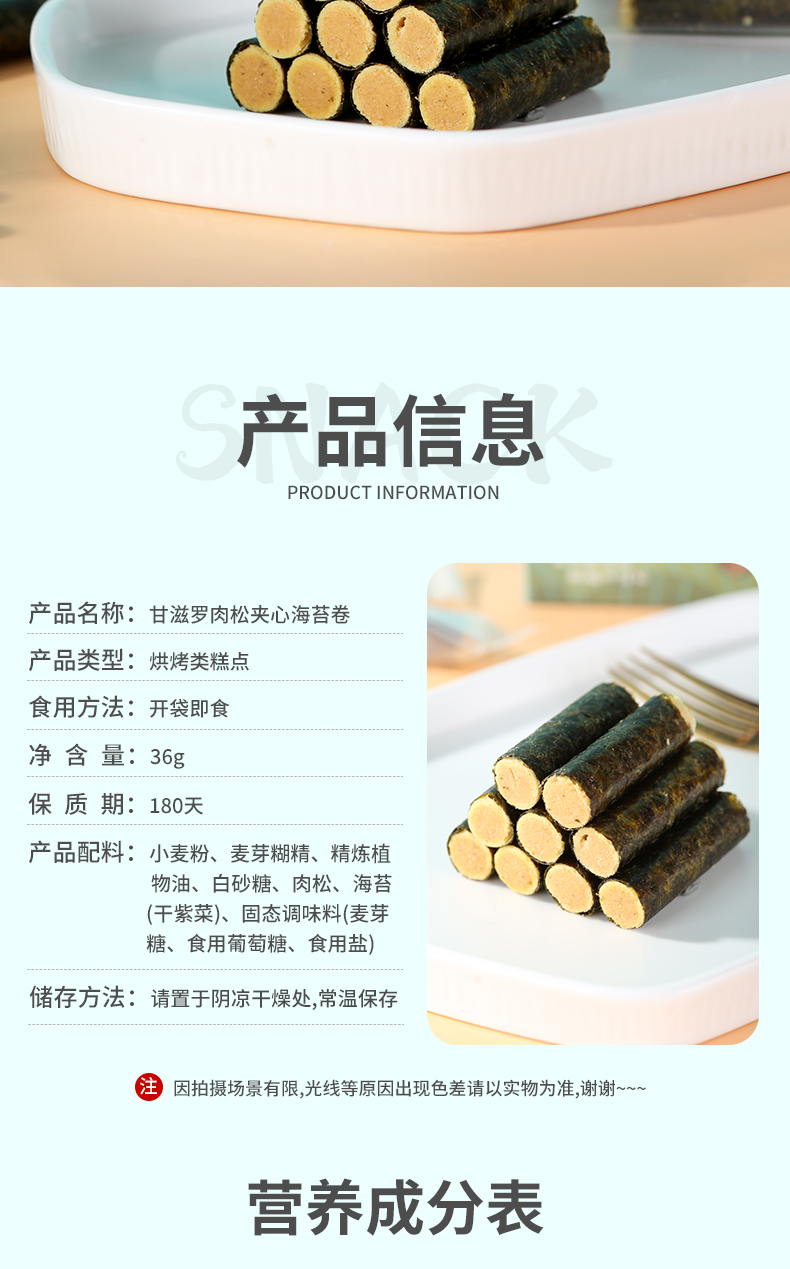 SNACK
产品信息
PRODUCT INFORMATION
产品名称：甘滋罗肉松夹心海苔卷
产品类型：烘烤类糕点
食用方法：开袋即食
净 含 量：36g
保 质 期：180天
产品配料：小麦粉、麦芽糊精、精炼植
物油、白砂糖、肉松、海苔
(干紫菜)、固态调味料(麦芽
糖、食用葡萄糖、食用盐)
储存方法：请置于阴凉干燥处,常温保存
注 因拍摄场景有限,光线等原因出现色差请以实物为准,谢谢~~~
营养成分表